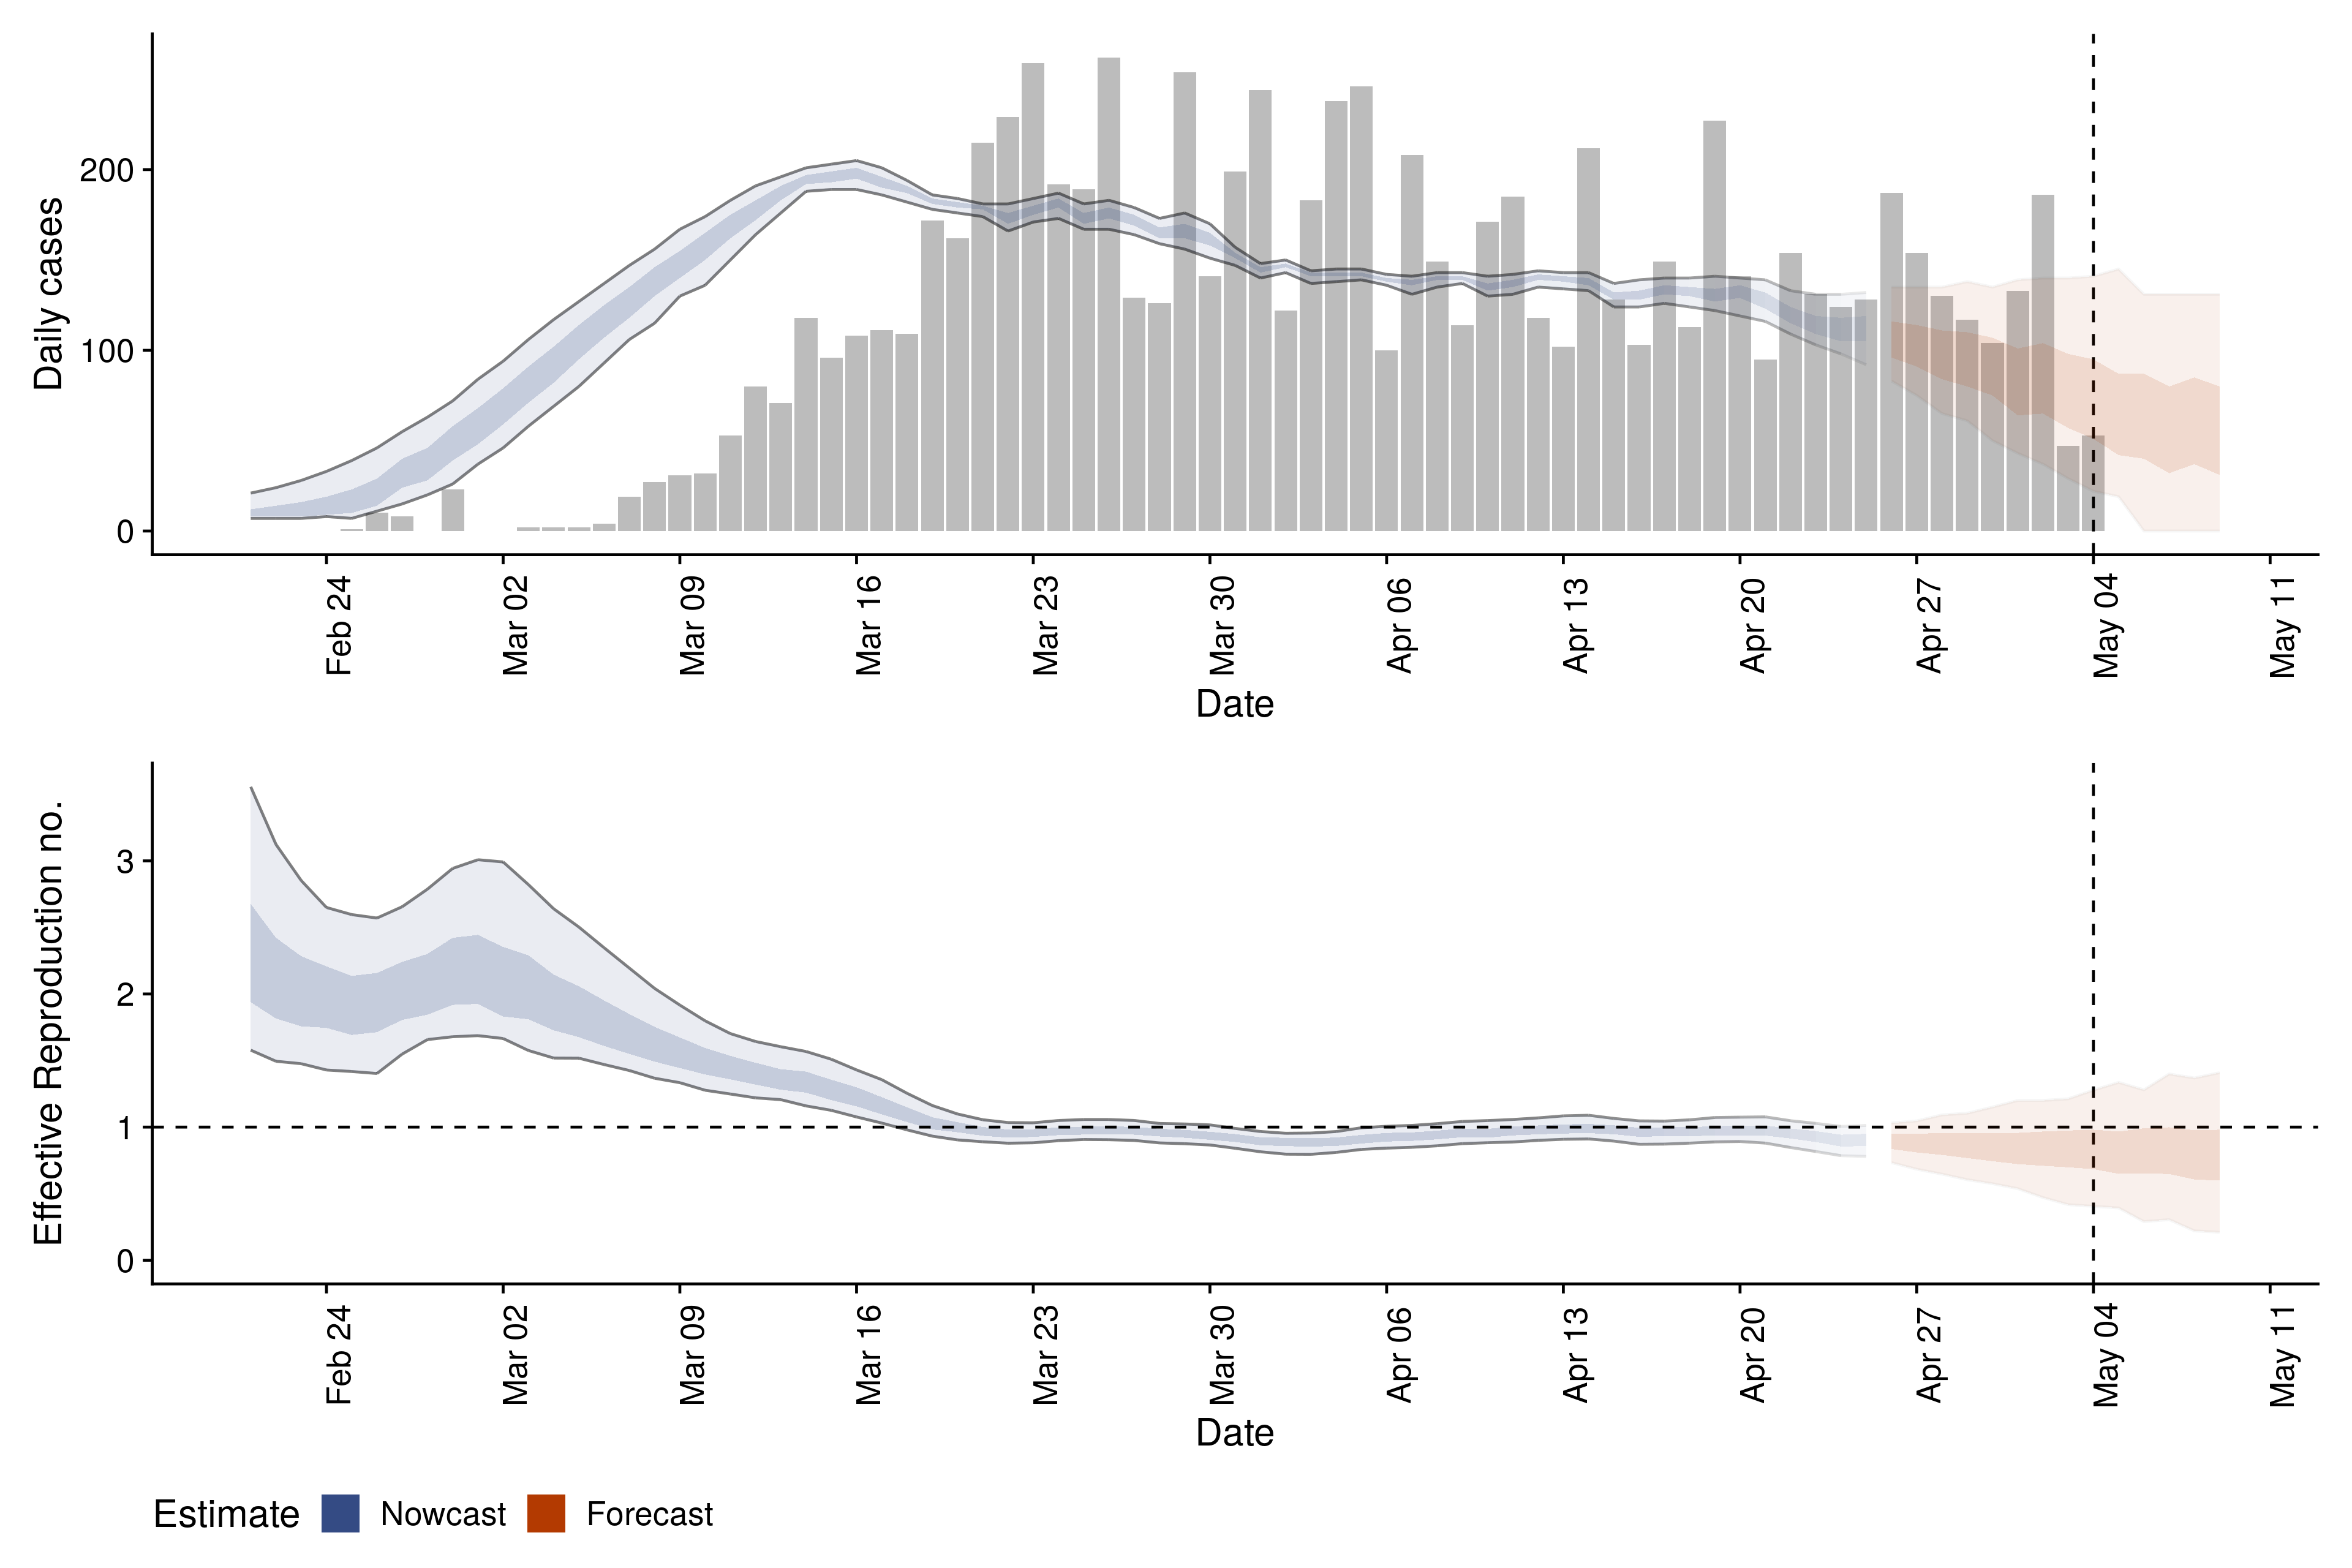 Daily cases
200
100
0
Feb 24 Mar 02 Mar 09 Mar 16 Mar 23 Mar 30 Apr 06 Apr 13 Apr 20 Apr 27 May 04 May 11
Date
Effective Reproduction no.
3
2
1
0
Feb 24 Mar 02 Mar 09 Mar 16 Mar 23 Mar 30 Apr 06 Apr 13 Apr 20 Apr 27 May 04 May 11
Date
Estimate Nowcast Forecast